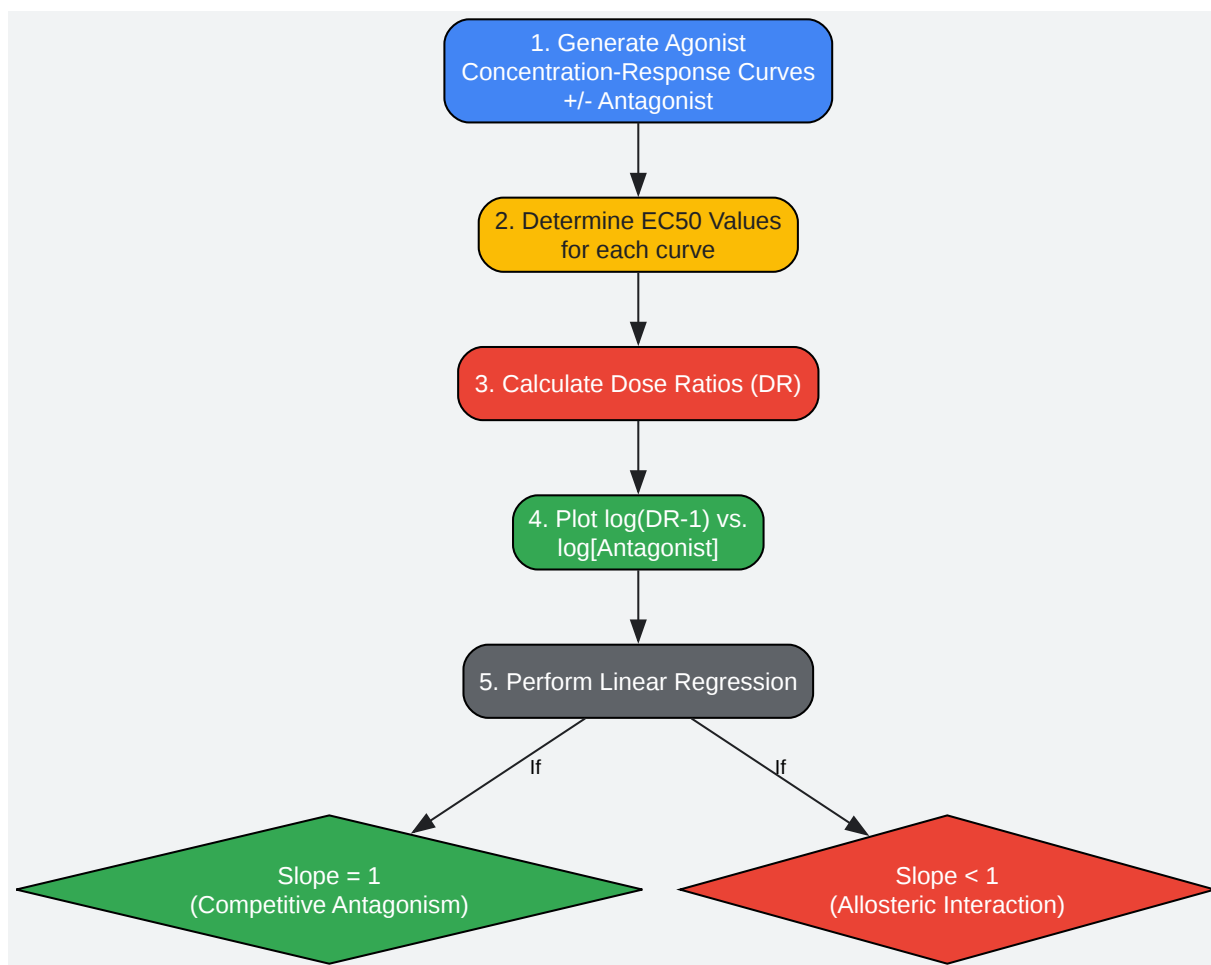 1. Generate Agonist
Concentration-Response Curves
+/- Antagonist
2. Determine EC50 Values
for each curve
3. Calculate Dose Ratios (DR)
4. Plot log(DR-1) vs.
log[Antagonist]
5. Perform Linear Regression
If
If
Slope = 1
(Competitive Antagonism)
Slope < 1
(Allosteric Interaction)